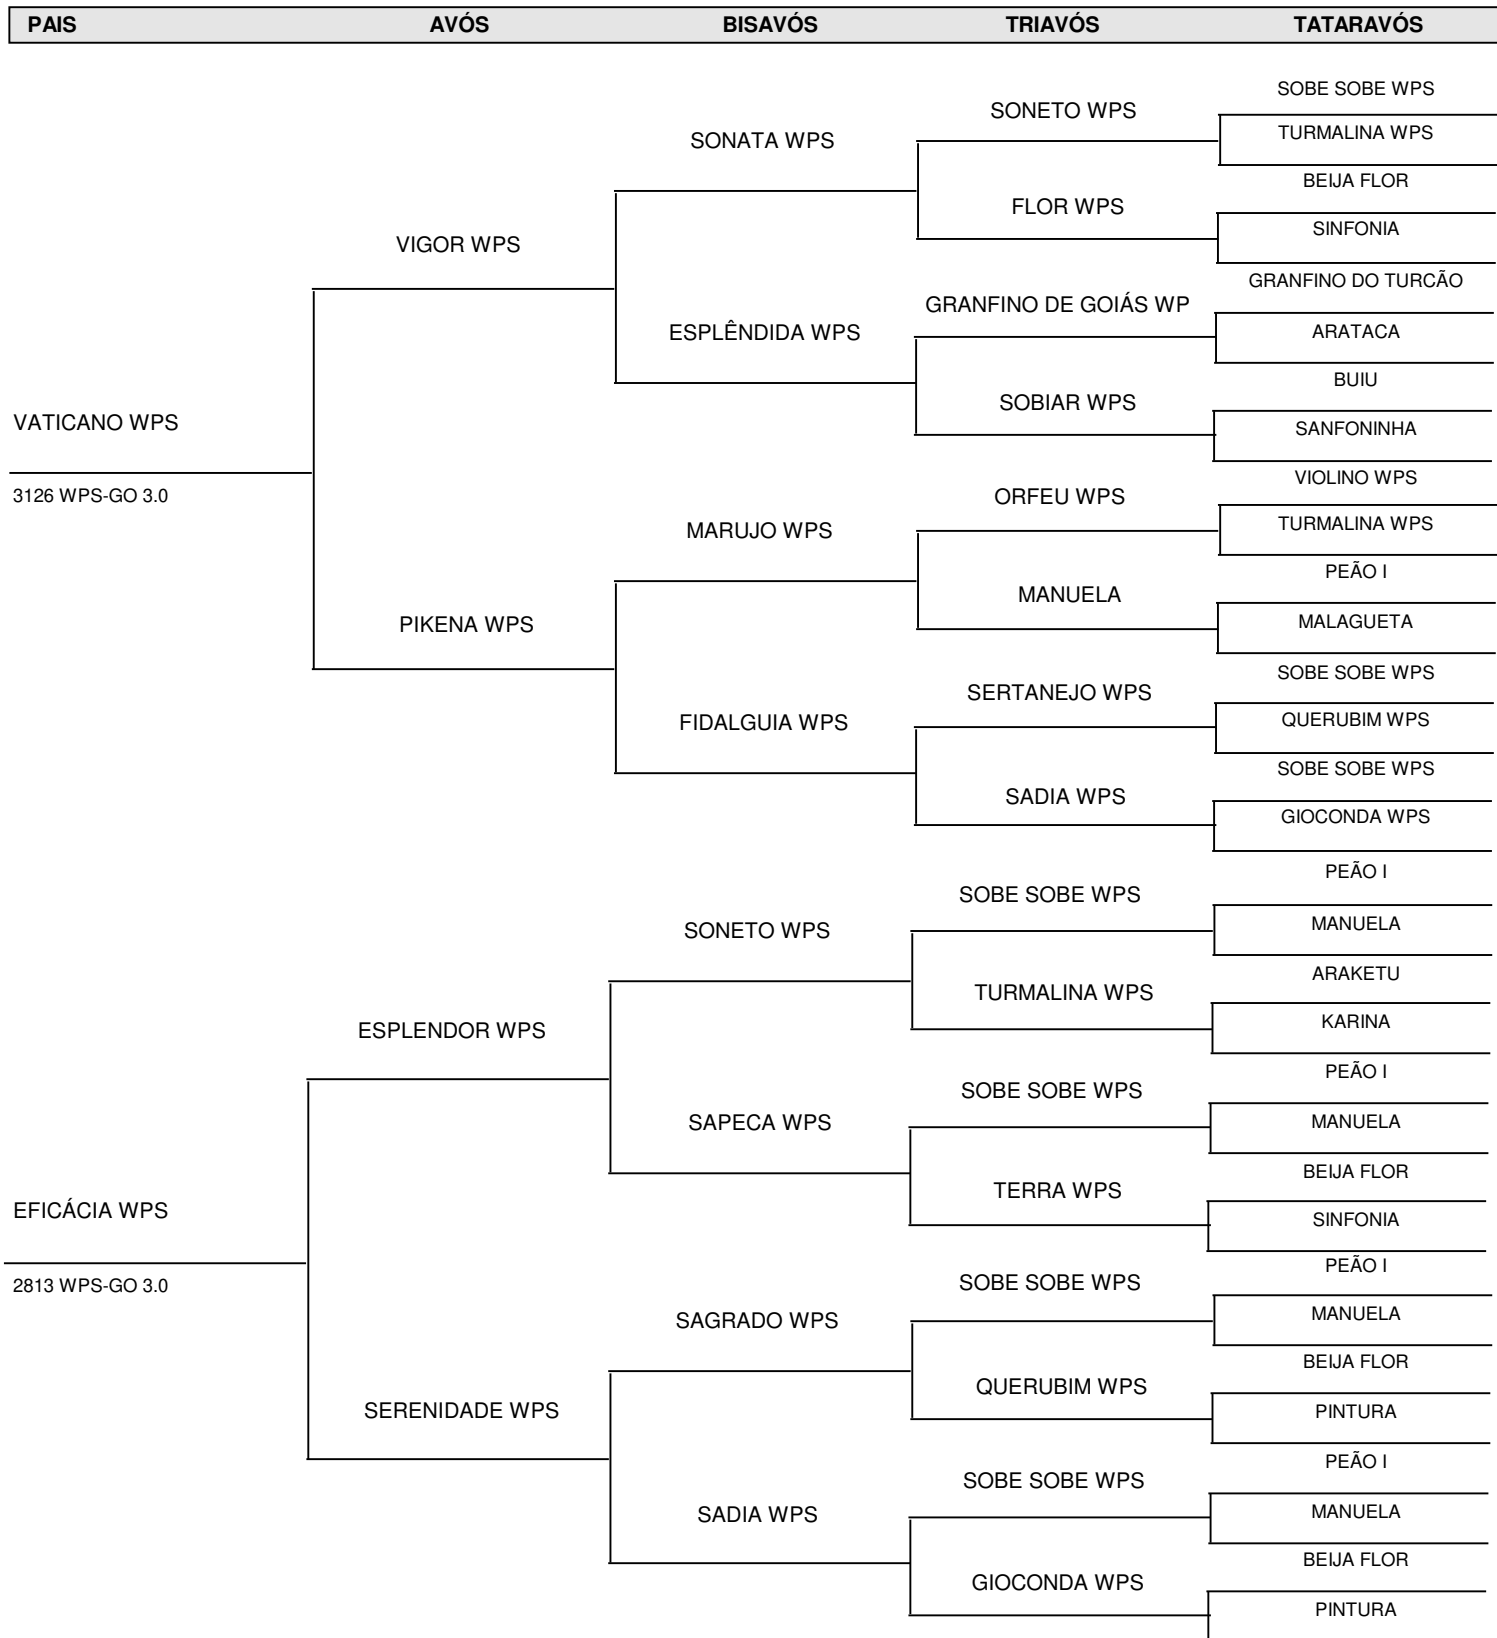 PAIS AVÓS BISAVÓS TRIAVÓS TATARAVÓS
SOBE SOBE WPS
SONETO WPS
TURMALINA WPS
SONATA WPS
BEIJA FLOR
FLOR WPS
SINFONIA
VIGOR WPS
GRANFINO DO TURCÃO
GRANFINO DE GOIÁS WP
ARATACA
ESPLÊNDIDA WPS
BUIU
SOBIAR WPS
SANFONINHA
VATICANO WPS
3126 WPS-GO 3.0
VIOLINO WPS
ORFEU WPS
TURMALINA WPS
MARUJO WPS
PEÃO I
MANUELA
MALAGUETA
PIKENA WPS
SOBE SOBE WPS
SERTANEJO WPS
QUERUBIM WPS
FIDALGUIA WPS
SOBE SOBE WPS
SADIA WPS
GIOCONDA WPS
PEÃO I
SOBE SOBE WPS
MANUELA
SONETO WPS
ARAKETU
TURMALINA WPS
KARINA
ESPLENDOR WPS
PEÃO I
SOBE SOBE WPS
MANUELA
SAPECA WPS
BEIJA FLOR
TERRA WPS
SINFONIA
EFICÁCIA WPS
2813 WPS-GO 3.0
PEÃO I
SOBE SOBE WPS
MANUELA
SAGRADO WPS
BEIJA FLOR
QUERUBIM WPS
PINTURA
SERENIDADE WPS
PEÃO I
SOBE SOBE WPS
MANUELA
SADIA WPS
BEIJA FLOR
GIOCONDA WPS
PINTURA